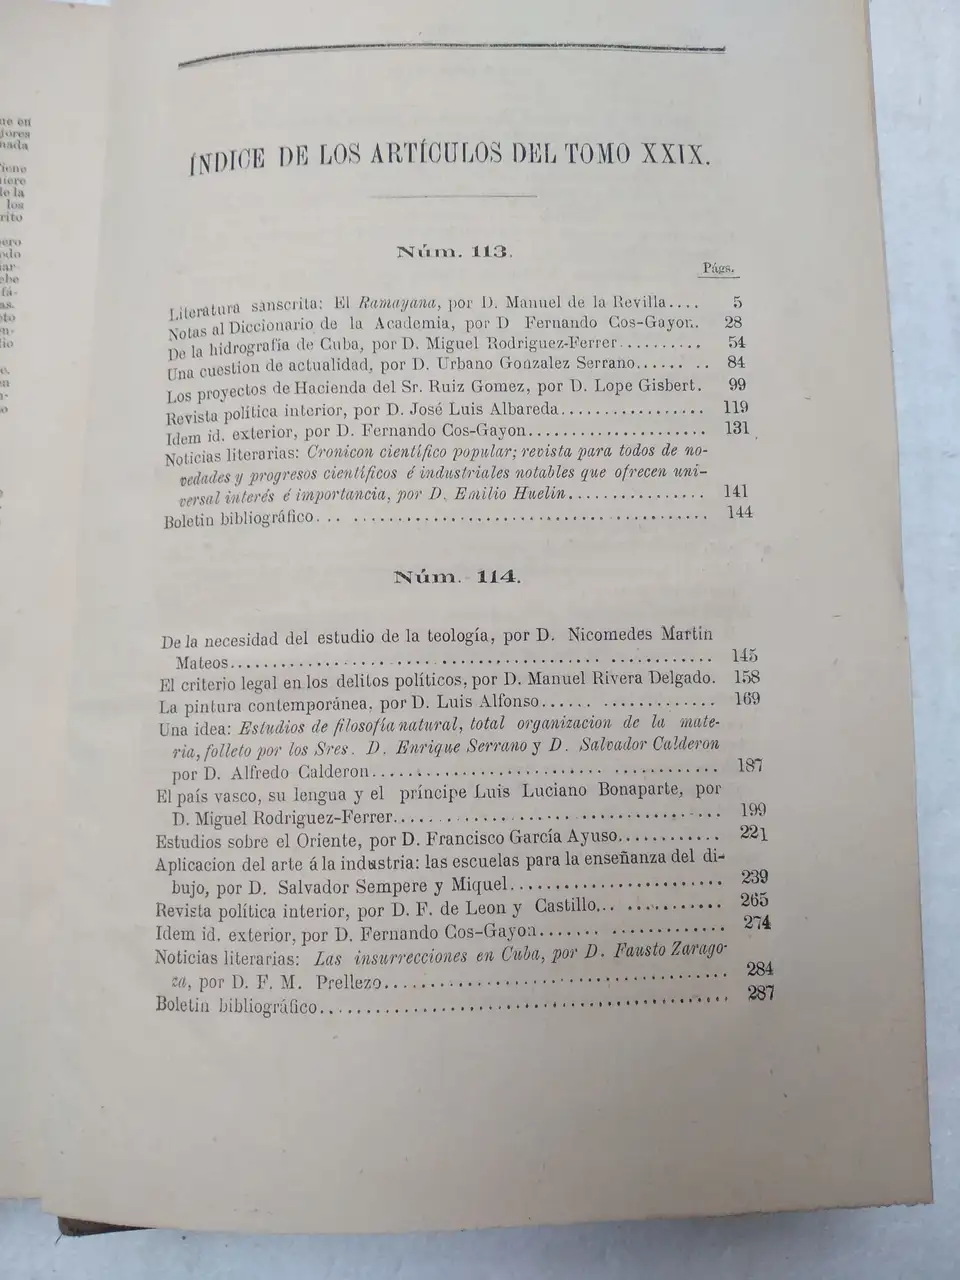 ÍNDICE DE LOS ARTÍCULOS DEL TOMO XXIX.
Núm. 113.
Págs.
Literatura sanscrita: El Ramayana, por D. Manuel de la Revilla.... 5
Notas al Diccionario de la Academia, por D Fernando Cos-Gayon.. 28
De la hidrografía de Cuba, por D. Miguel Rodriguez-Ferrer.......... 54
Una cuestion de actualidad, por D. Urbano Gonzalez Serrano........ 84
Los proyectos de Hacienda del Sr. Ruiz Gomez, por D. Lope Gisbert. 99
Revista política interior, por D. José Luis Albareda................. 119
Idem id. exterior, por D. Fernando Cos-Gayon..................... 131
Noticias literarias: Cronicon científico popular; revista para todos de no-
vedades y progresos científicos é industriales notables que ofrecen uni-
versal interés é importancia, por D. Emilio Huelin................ 141
Boletin bibliográfico............................................. 144
Núm. 114.
De la necesidad del estudio de la teología, por D. Nicomedes Martin
Mateos........................................................ 145
El criterio legal en los delitos políticos, por D. Manuel Rivera Delgado. 158
La pintura contemporánea, por D. Luis Alfonso.................... 169
Una idea: Estudios de filosofía natural, total organizacion de la mate-
ria, folleto por los Sres. D. Enrique Serrano y D. Salvador Calderon
por D. Alfredo Calderon........................................ 187
El país vasco, su lengua y el príncipe Luis Luciano Bonaparte, por
D. Miguel Rodriguez-Ferrer..................................... 199
Estudios sobre el Oriente, por D. Francisco García Ayuso........... 221
Aplicacion del arte á la industria: las escuelas para la enseñanza del di-
bujo, por D. Salvador Sempere y Miquel........................ 239
Revista política interior, por D. F. de Leon y Castillo.............. 265
Idem id. exterior, por D. Fernando Cos-Gayon..................... 274
Noticias literarias: Las insurrecciones en Cuba, por D. Fausto Zarago-
za, por D. F. M. Prellezo....................................... 284
Boletin bibliográfico............................................. 287